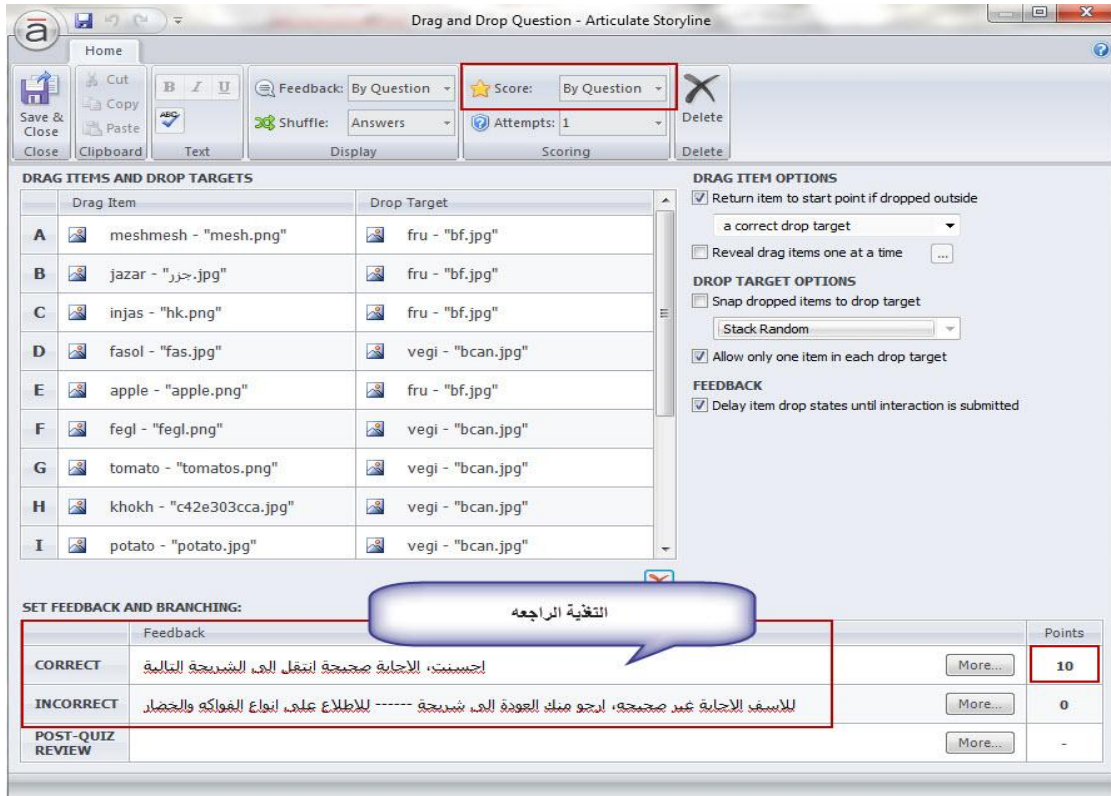 Drag and Drop Question - Articulate Storyline
Home
Save & Close
Cut
Copy
Paste
B I U
ABC
Feedback: By Question
Shuffle: Answers
Score: By Question
Attempts: 1
Delete
Close
Clipboard
Text
Display
Scoring
Delete
DRAG ITEMS AND DROP TARGETS
Drag Item Drop Target
A meshmesh - "mesh.png" fru - "bf.jpg"
B jazar - "جزر.jpg" fru - "bf.jpg"
C injas - "hk.png" fru - "bf.jpg"
D fasol - "fas.jpg" vegi - "bcan.jpg"
E apple - "apple.png" fru - "bf.jpg"
F fegl - "fegl.png" vegi - "bcan.jpg"
G tomato - "tomatos.png" vegi - "bcan.jpg"
H khokh - "c42e303cca.jpg" vegi - "bcan.jpg"
I potato - "potato.jpg" vegi - "bcan.jpg"
DRAG ITEM OPTIONS
Return item to start point if dropped outside
a correct drop target
Reveal drag items one at a time ...
DROP TARGET OPTIONS
Snap dropped items to drop target
Stack Random
Allow only one item in each drop target
FEEDBACK
Delay item drop states until interaction is submitted
التغذية الراجعه
SET FEEDBACK AND BRANCHING:
Feedback Points
CORRECT احسنت، الاجابة صحيحة انتقل الى الشريحة التالية More... 10
INCORRECT للاسف الاجابة غير صحيحه، ارجو منك العودة الى شريحة ------ للاطلاع على انواع الفواكه والخضار More... 0
POST-QUIZ REVIEW More... -